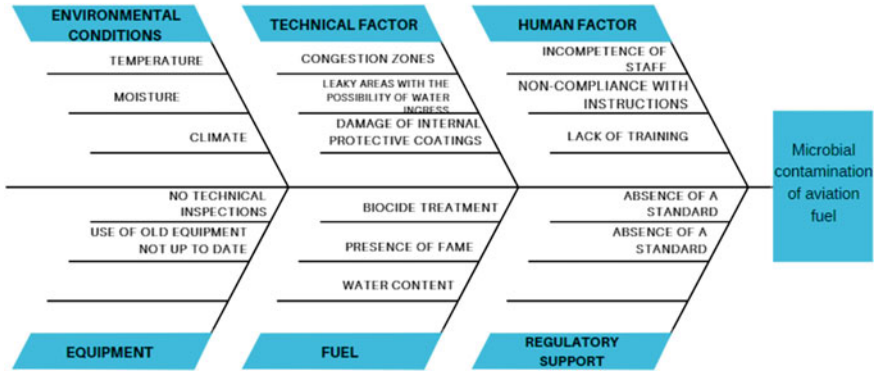 ENVIRONMENTAL
CONDITIONS
TEMPERATURE
MOISTURE
CLIMATE
TECHNICAL FACTOR
CONGESTION ZONES
LEAKY AREAS WITH THE
POSSIBILITY OF WATER
INGRESS
DAMAGE OF INTERNAL
PROTECTIVE COATINGS
HUMAN FACTOR
INCOMPETENCE OF
STAFF
NON-COMPLIANCE WITH
INSTRUCTIONS
LACK OF TRAINING
Microbial
contamination
of aviation
fuel
NO TECHNICAL
INSPECTIONS
USE OF OLD EQUIPMENT
NOT UP TO DATE
EQUIPMENT
BIOCIDE TREATMENT
PRESENCE OF FAME
WATER CONTENT
FUEL
ABSENCE OF A
STANDARD
ABSENCE OF A
STANDARD
REGULATORY
SUPPORT